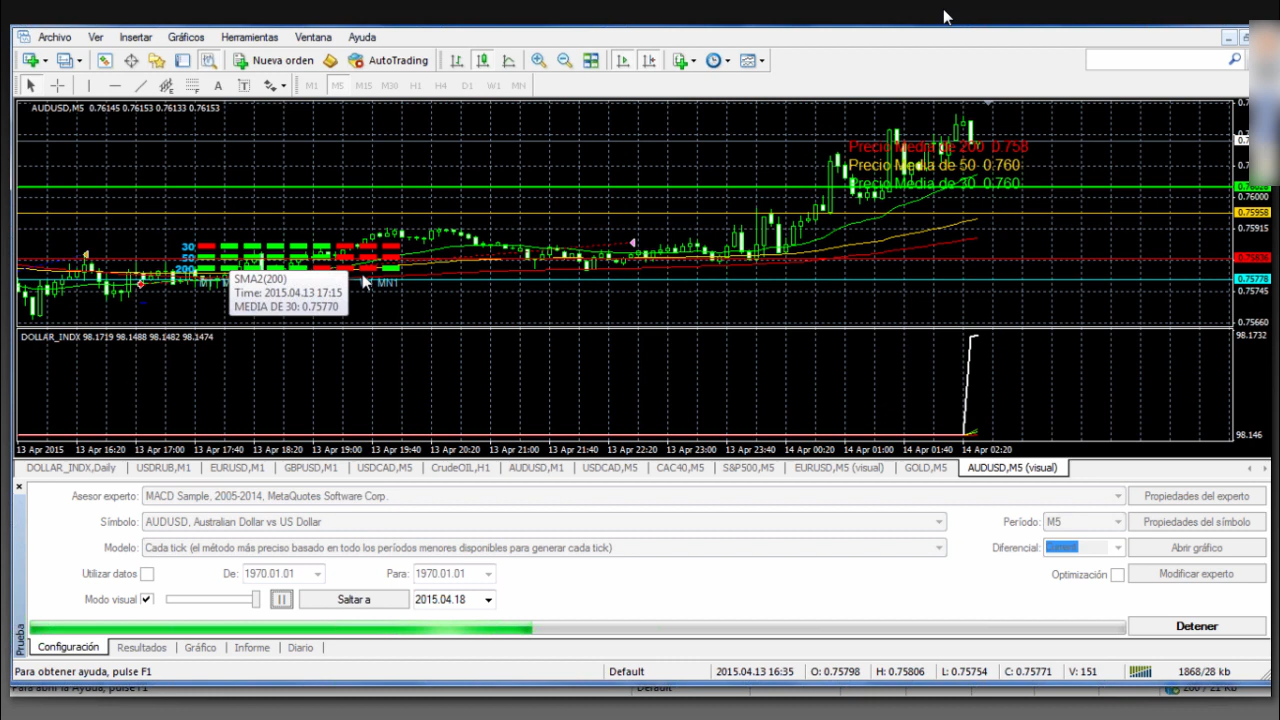 Archivo Ver Insertar Gráficos Herramientas Ventana Ayuda
Nueva orden AutoTrading
A T M1 M5 M15 M30 H1 H4 D1 W1 MN
AUDUSD,M5 0.76145 0.76153 0.76133 0.76153
Precio Media de 200 0.758
Precio Media de 50 0.760
Precio Media de 30 0.760
0.76000
0.75958
0.75915
30
50
200
MN1
0.75776
0.75745
0.75660
SMA2(200)
Time: 2015.04.13 17:15
MEDIA DE 30: 0.75770
DOLLAR_INDX 98.1719 98.1488 98.1482 98.1474
98.1732
98.146
13 Apr 2015 13 Apr 16:20 13 Apr 17:00 13 Apr 17:40 13 Apr 18:20 13 Apr 19:00 13 Apr 19:40 13 Apr 20:20 13 Apr 21:00 13 Apr 21:40 13 Apr 22:20 13 Apr 23:00 13 Apr 23:40 14 Apr 00:20 14 Apr 01:00 14 Apr 01:40 14 Apr 02:20
DOLLAR_INDX,Daily USDRUB,M1 EURUSD,M1 GBPUSD,M1 USDCAD,M5 CrudeOIL,H1 AUDUSD,M1 USDCAD,M5 CAC40,M5 S&P500,M5 EURUSD,M5 (visual) GOLD,M5 AUDUSD,M5 (visual)
Asesor experto: MACD Sample, 2005-2014, MetaQuotes Software Corp. Propiedades del experto
Símbolo: AUDUSD, Australian Dollar vs US Dollar Período: M5 Propiedades del símbolo
Modelo: Cada tick (el método más preciso basado en todo los períodos menores disponibles para generar cada tick) Diferencial: Current Abrir gráfico
Utilizar datos De: 1970.01.01 Para: 1970.01.01 Optimización Modificar experto
Modo visual Saltar a 2015.04.18
Detener
Prueba
Configuración Resultados Gráfico Informe Diario
Para obtener ayuda, pulse F1 Default 2015.04.13 16:35 O: 0.75798 H: 0.75806 L: 0.75754 C: 0.75771 V: 151 1868/28 kb
Para abrir la Ayuda, pulse F1 Default